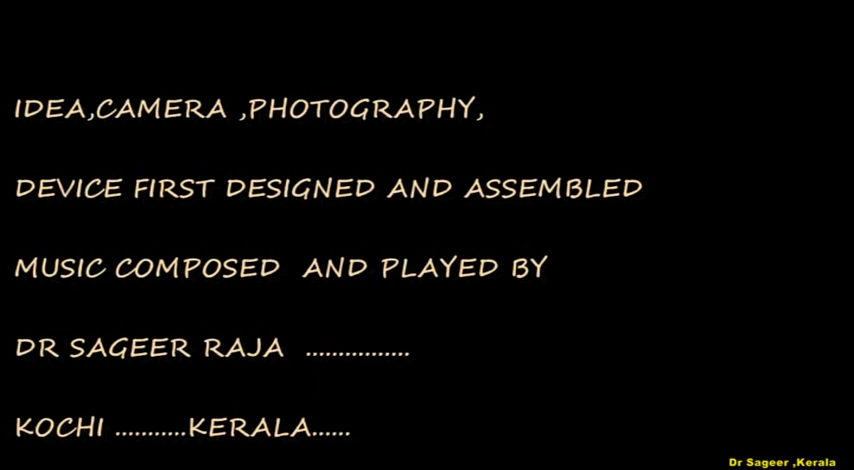 IDEA,CAMERA ,PHOTOGRAPHY,
DEVICE FIRST DESIGNED AND ASSEMBLED
MUSIC COMPOSED  AND PLAYED BY
DR SAGEER RAJA  ................
KOCHI ...........KERALA......
Dr Sageer ,Kerala